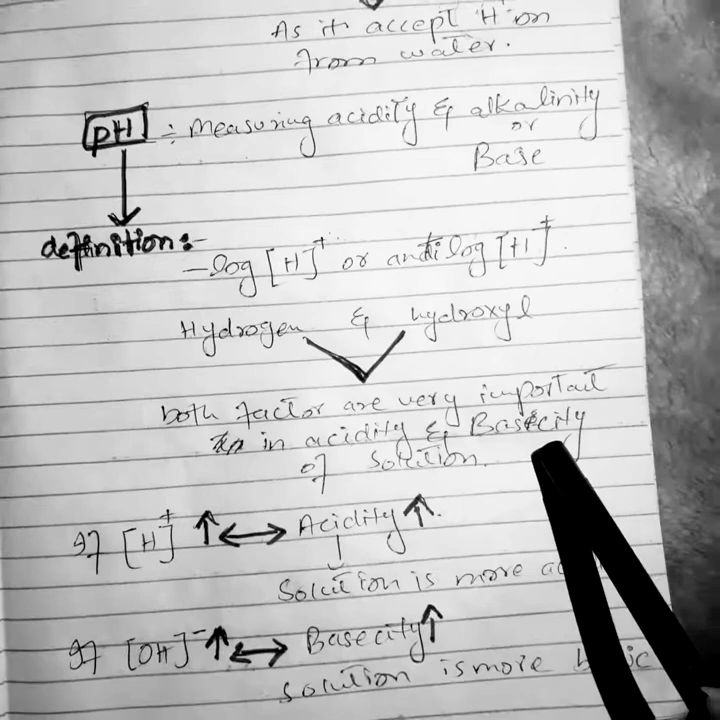 As it accept H⁺ on
from water.
pH ÷ measuring acidity & alkalinity
or
Base
definition:-
-log [H]⁺ or antilog [H]⁺.
Hydrogen & hydroxyl
both factor are very important
in acidity & Basecity
of solution.
If [H]⁺ ↑ ↔ Acidity ↑.
Solution is more
If [OH]⁻ ↑ ↔ Basecity ↑
solution is more